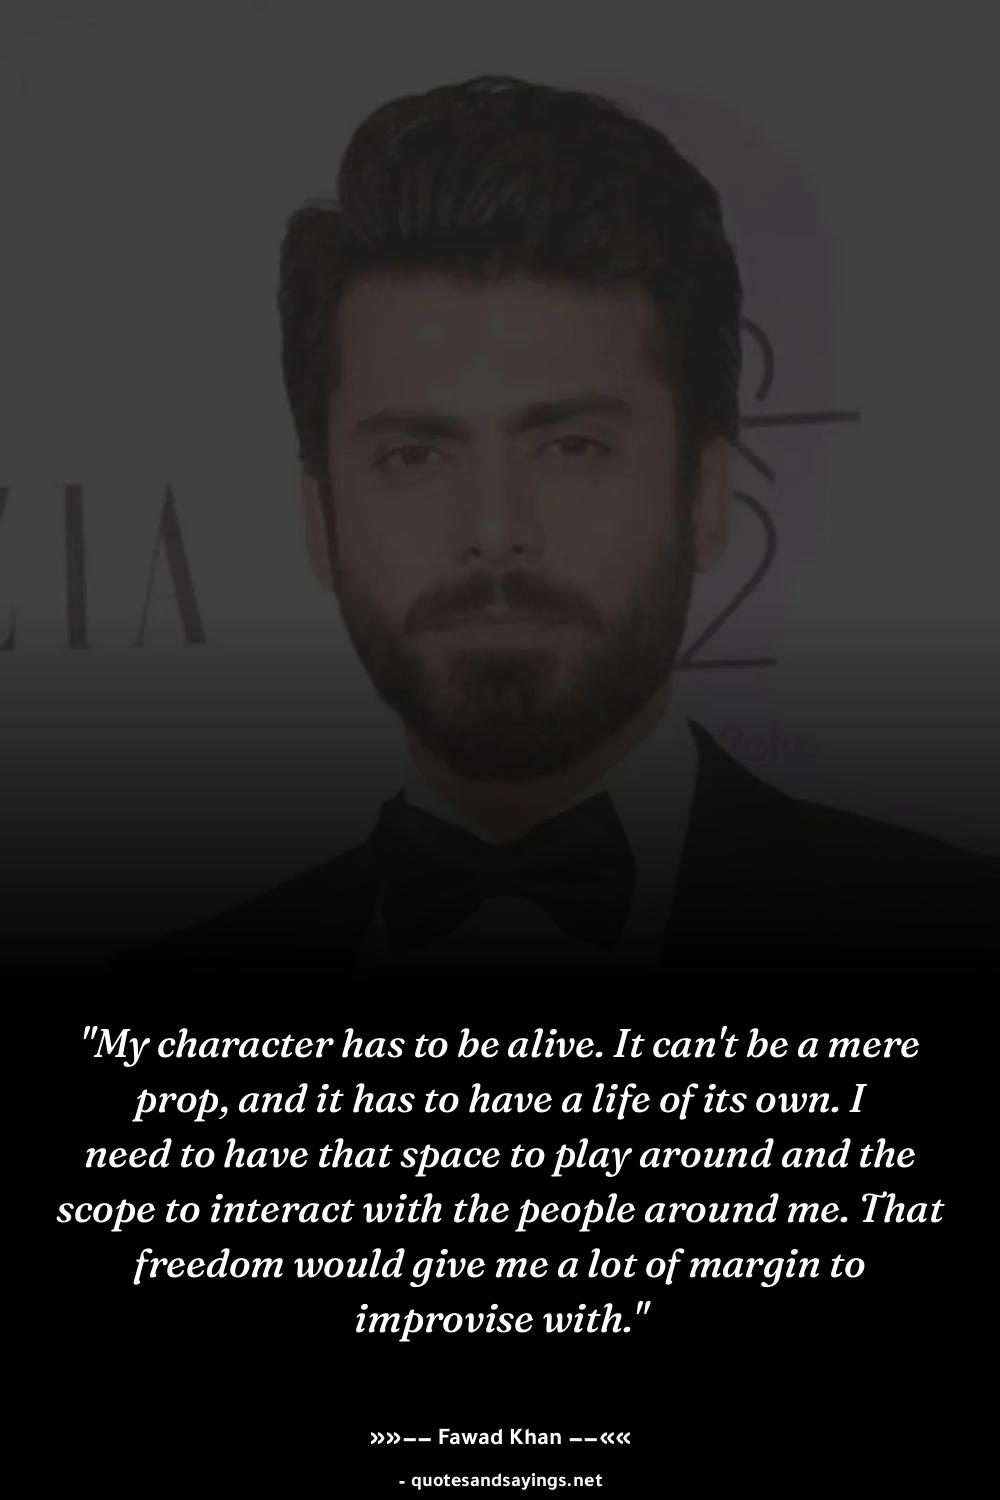 ZIA
"My character has to be alive. It can't be a mere
prop, and it has to have a life of its own. I
need to have that space to play around and the
scope to interact with the people around me. That
freedom would give me a lot of margin to
improvise with."
»»–– Fawad Khan ––««
- quotesandsayings.net